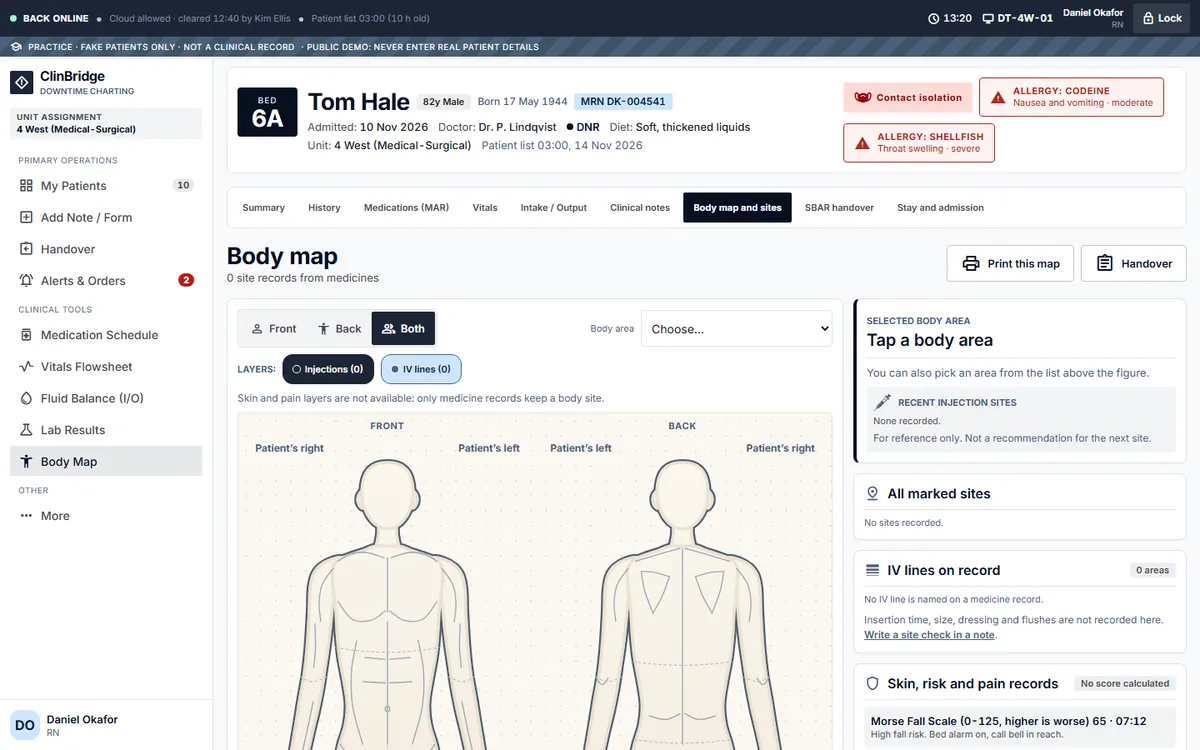 BACK ONLINE • Cloud allowed · cleared 12:40 by Kim Ellis • Patient list 03:00 (10 h old)
13:20 DT-4W-01 Daniel Okafor RN Lock
PRACTICE · FAKE PATIENTS ONLY · NOT A CLINICAL RECORD · PUBLIC DEMO: NEVER ENTER REAL PATIENT DETAILS
ClinBridge
DOWNTIME CHARTING
UNIT ASSIGNMENT
4 West (Medical-Surgical)
PRIMARY OPERATIONS
My Patients 10
Add Note / Form
Handover
Alerts & Orders 2
CLINICAL TOOLS
Medication Schedule
Vitals Flowsheet
Fluid Balance (I/O)
Lab Results
Body Map
OTHER
More
Daniel Okafor
DO
RN
BED
6A
Tom Hale 82y Male Born 17 May 1944 MRN DK-004541
Admitted: 10 Nov 2026 Doctor: Dr. P. Lindqvist DNR Diet: Soft, thickened liquids
Unit: 4 West (Medical-Surgical) Patient list 03:00, 14 Nov 2026
Contact isolation
ALLERGY: CODEINE
Nausea and vomiting · moderate
ALLERGY: SHELLFISH
Throat swelling · severe
Summary History Medications (MAR) Vitals Intake / Output Clinical notes Body map and sites SBAR handover Stay and admission
Body map
0 site records from medicines
Print this map Handover
Front Back Both Body area Choose...
LAYERS: Injections (0) IV lines (0)
Skin and pain layers are not available: only medicine records keep a body site.
FRONT BACK
Patient's right Patient's left Patient's left Patient's right
SELECTED BODY AREA
Tap a body area
You can also pick an area from the list above the figure.
RECENT INJECTION SITES
None recorded.
For reference only. Not a recommendation for the next site.
All marked sites
No sites recorded.
IV lines on record 0 areas
No IV line is named on a medicine record.
Insertion time, size, dressing and flushes are not recorded here.
Write a site check in a note.
Skin, risk and pain records No score calculated
Morse Fall Scale (0-125, higher is worse) 65 · 07:12
High fall risk. Bed alarm on, call bell in reach.